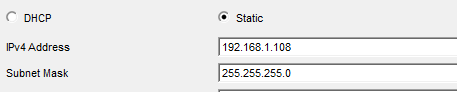 DHCP Static
IPv4 Address 192.168.1.108
Subnet Mask 255.255.255.0